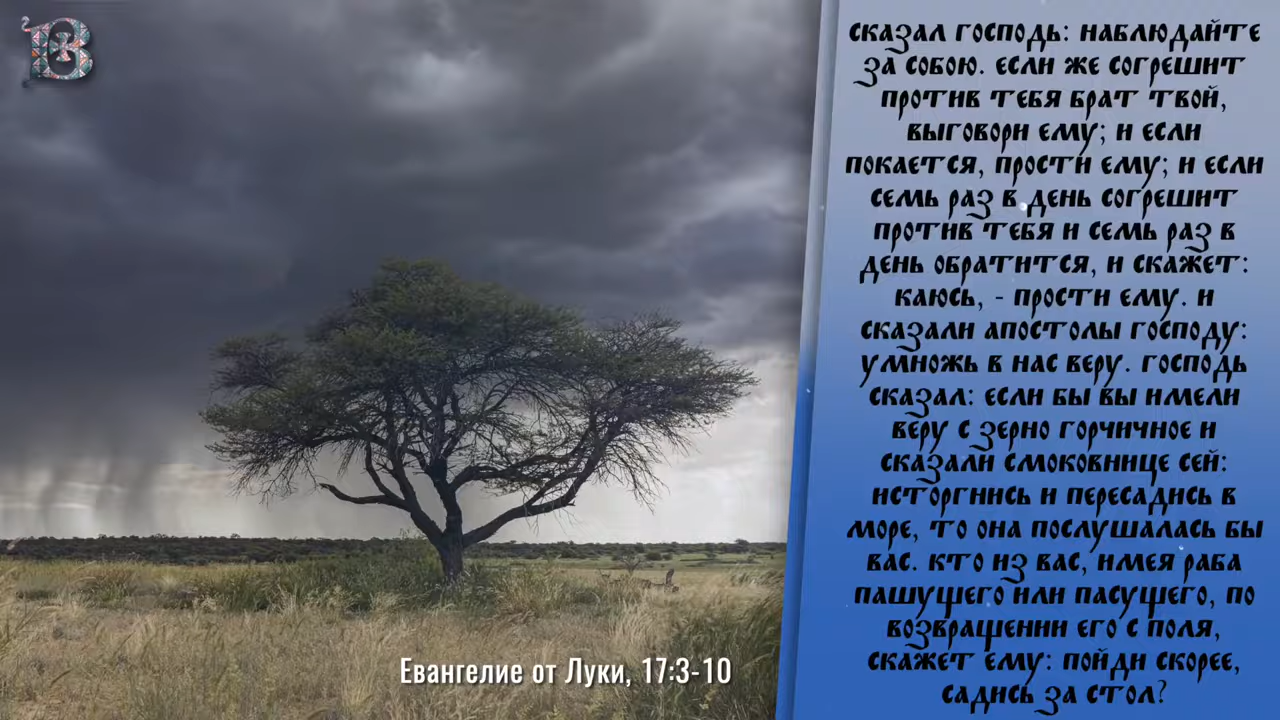 В
Евангелие от Луки, 17:3-10
сказал господь: наблюдайте
за собою. если же согрешит
против тебя брат твой,
выговори ему; и если
покается, прости ему; и если
семь раз в день согрешит
против тебя и семь раз в
день обратится, и скажет:
каюсь, - прости ему. и
сказали апостолы господу:
умножь в нас веру. господь
сказал: если бы вы имели
веру с зерно горчичное и
сказали смоковнице сей:
исторгнись и пересадись в
море, то она послушалась бы
вас. кто из вас, имея раба
пашущего или пасущего, по
возвращении его с поля,
скажет ему: пойди скорее,
садись за стол?